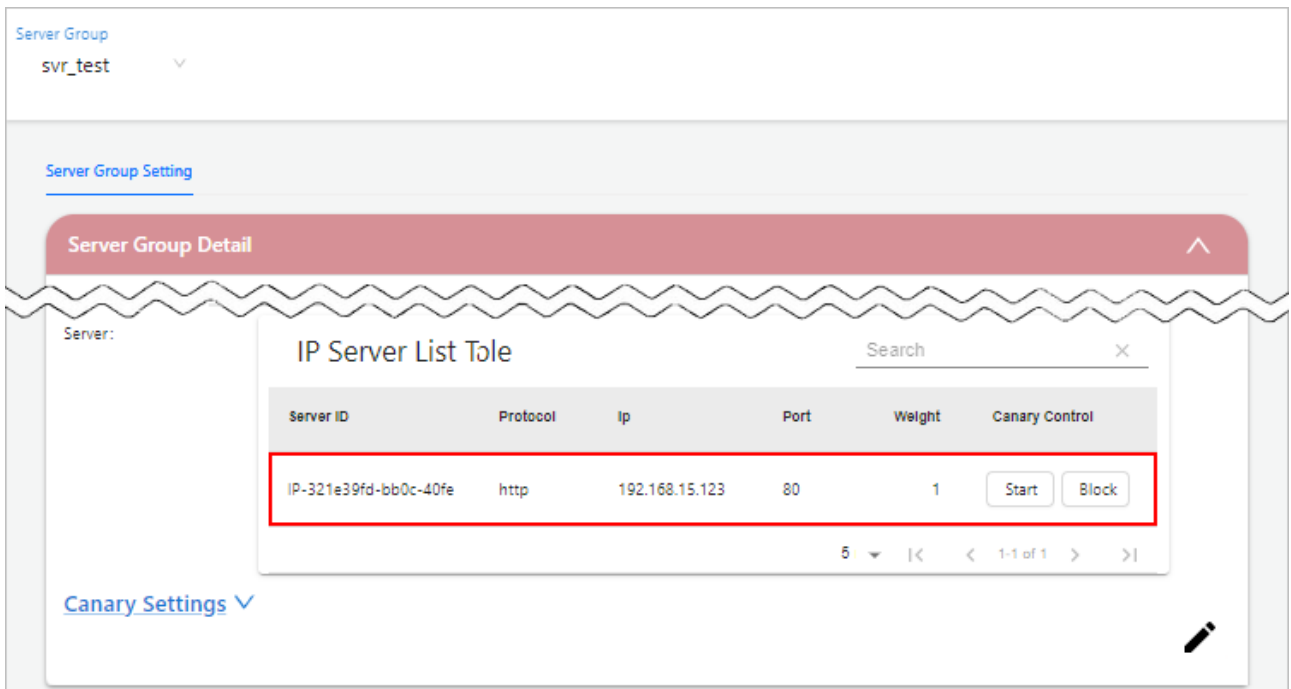 Server Group
svr_test
Server Group Setting
Server Group Detail
Server:
IP Server List Tole
Search
Server ID Protocol Ip Port Weight Canary Control
IP-321e39fd-bb0c-40fe http 192.168.15.123 80 1 Start Block
5 1-1 of 1
Canary Settings